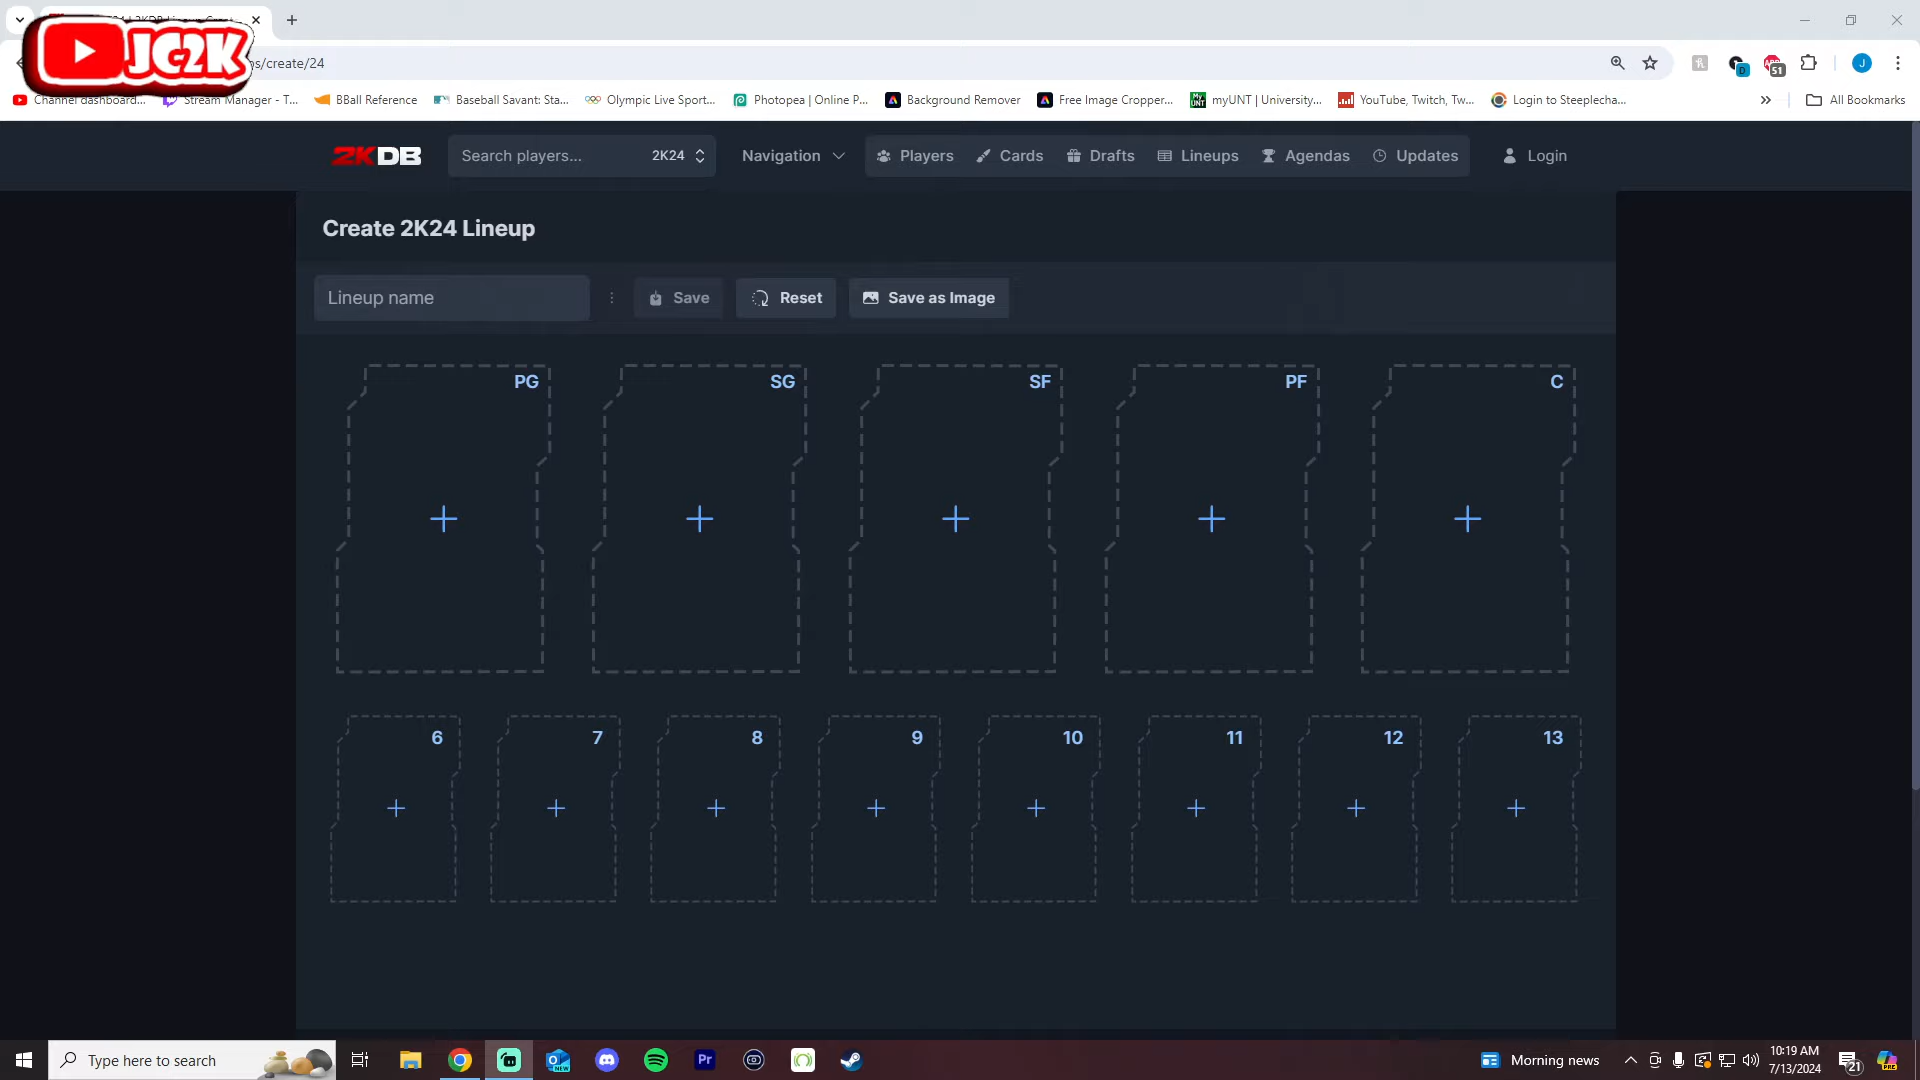 JC2K
os/create/24
Channel dashboard...
Stream Manager - T...
BBall Reference
Baseball Savant: Sta...
Olympic Live Sport...
Photopea | Online P...
Background Remover
Free Image Cropper...
myUNT | University...
YouTube, Twitch, Tw...
Login to Steeplecha...
All Bookmarks
2KDB
Search players...
2K24
Navigation
Players
Cards
Drafts
Lineups
Agendas
Updates
Login
Create 2K24 Lineup
Lineup name
Save
Reset
Save as Image
PG
SG
SF
PF
C
6
7
8
9
10
11
12
13
Type here to search
Morning news
10:19 AM
7/13/2024
21